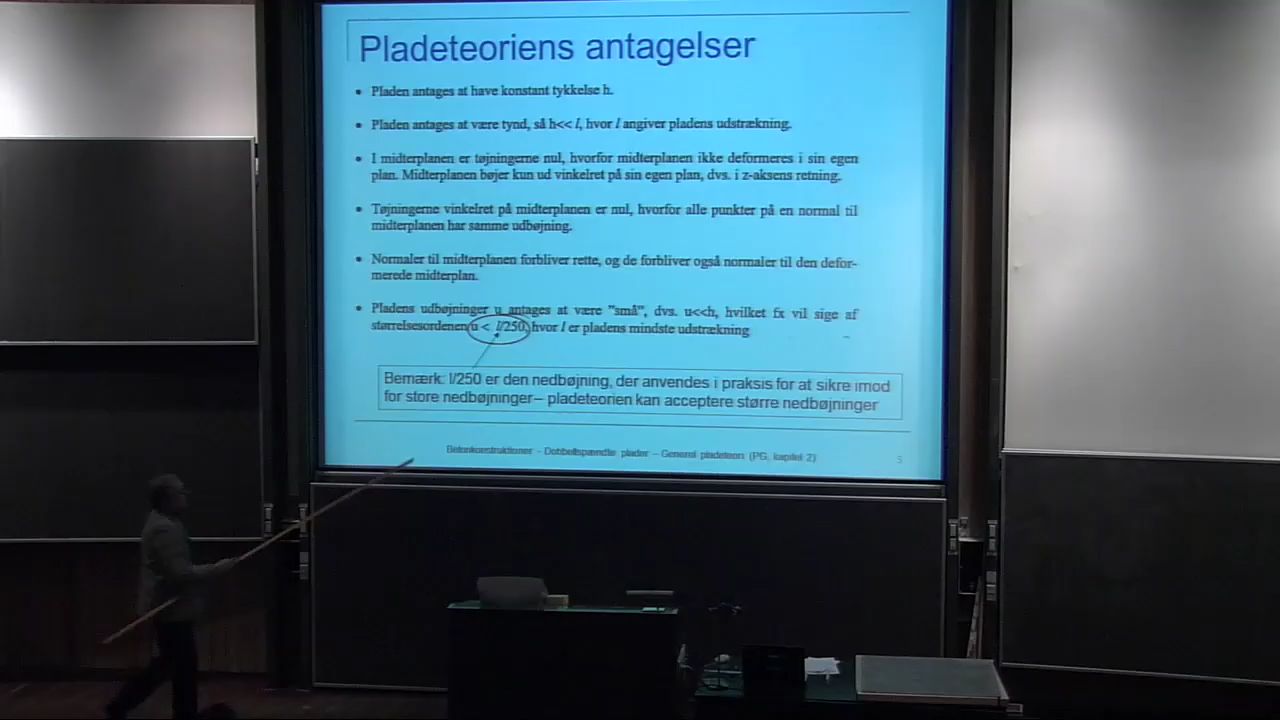 Pladeteoriens antagelser
• Pladen antages at have konstant tykkelse h.
• Pladen antages at være tynd, så h<< l, hvor l angiver pladens udstrækning.
• I midterplanen er tøjningerne nul, hvorfor midterplanen ikke deformeres i sin egen
plan. Midterplanen bøjer kun ud vinkelret på sin egen plan, dvs. i z-aksens retning.
• Tøjningerne vinkelret på midterplanen er nul, hvorfor alle punkter på en normal til
midterplanen har samme udbøjning.
• Normaler til midterplanen forbliver rette, og de forbliver også normaler til den defor-
merede midterplan.
• Pladens udbøjninger u antages at være "små", dvs. u<<h, hvilket fx vil sige af
størrelsesordenen u < l/250, hvor l er pladens mindste udstrækning
Bemærk: l/250 er den nedbøjning, der anvendes i praksis for at sikre imod
for store nedbøjninger– pladeteorien kan acceptere større nedbøjninger
Betonkonstruktioner - Dobbeltspændte plader – Generel pladeteori (PG, kapitel 2) 5